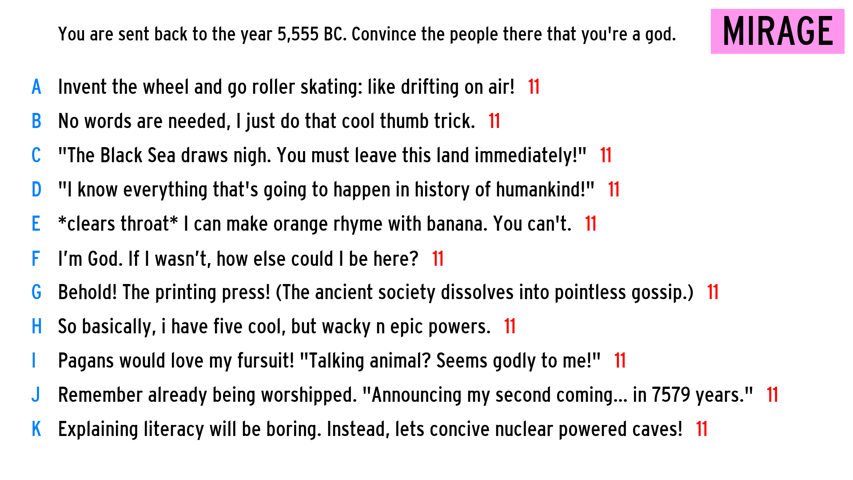 You are sent back to the year 5,555 BC. Convince the people there that you're a god.
MIRAGE
A Invent the wheel and go roller skating: like drifting on air! 11
B No words are needed, I just do that cool thumb trick. 11
C "The Black Sea draws nigh. You must leave this land immediately!" 11
D "I know everything that's going to happen in history of humankind!" 11
E *clears throat* I can make orange rhyme with banana. You can't. 11
F I’m God. If I wasn’t, how else could I be here? 11
G Behold! The printing press! (The ancient society dissolves into pointless gossip.) 11
H So basically, i have five cool, but wacky n epic powers. 11
I Pagans would love my fursuit! "Talking animal? Seems godly to me!" 11
J Remember already being worshipped. "Announcing my second coming... in 7579 years." 11
K Explaining literacy will be boring. Instead, lets concive nuclear powered caves! 11